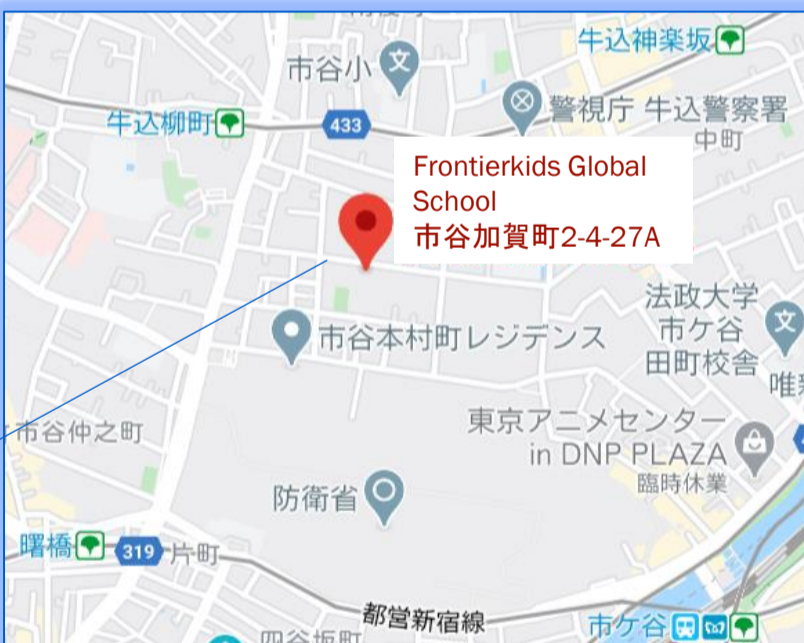 牛込神楽坂
市谷小
警視庁 牛込警察署
牛込柳町
433
中町
Frontierkids Global
School
市谷加賀町2-4-27A
法政大学
市ケ谷
田町校舎
市谷本村町レジデンス
東京アニメセンター
in DNP PLAZA
臨時休業
市谷仲之町
防衛省
曙橋
319
片町
都営新宿線
市ケ谷
四谷坂町